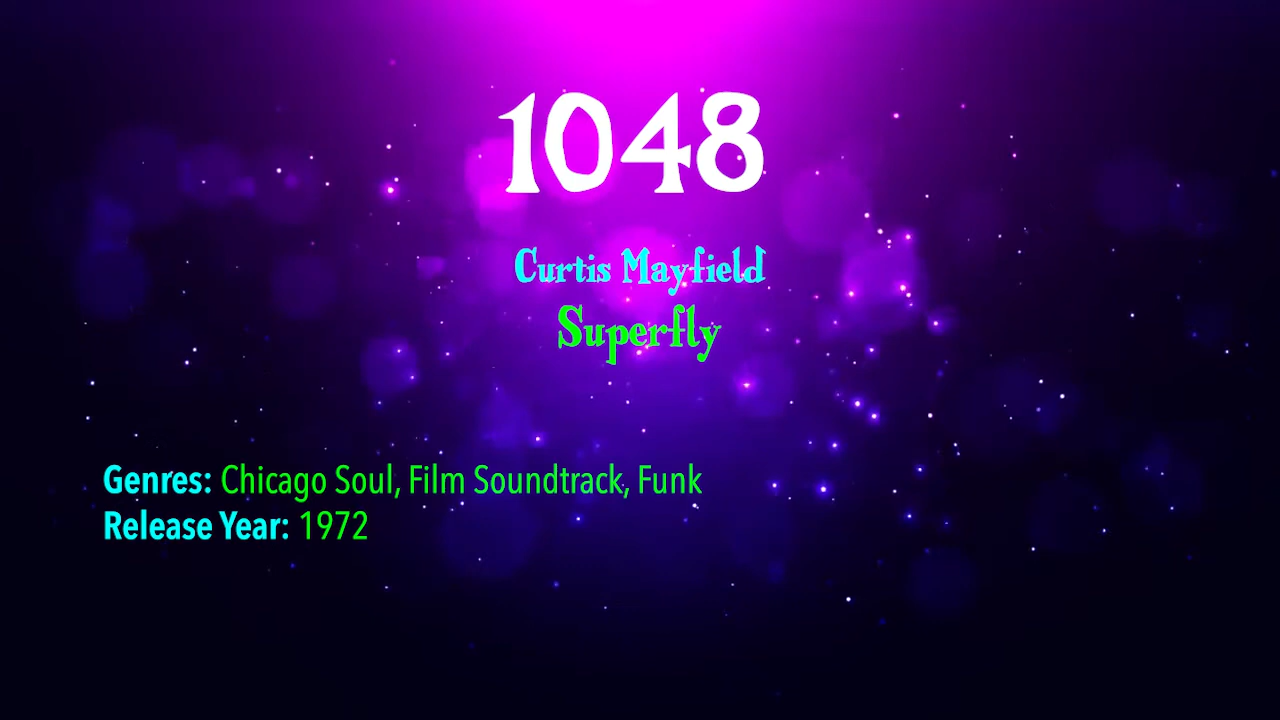 1048
Curtis Mayfield
Superfly
Genres: Chicago Soul, Film Soundtrack, Funk
Release Year: 1972